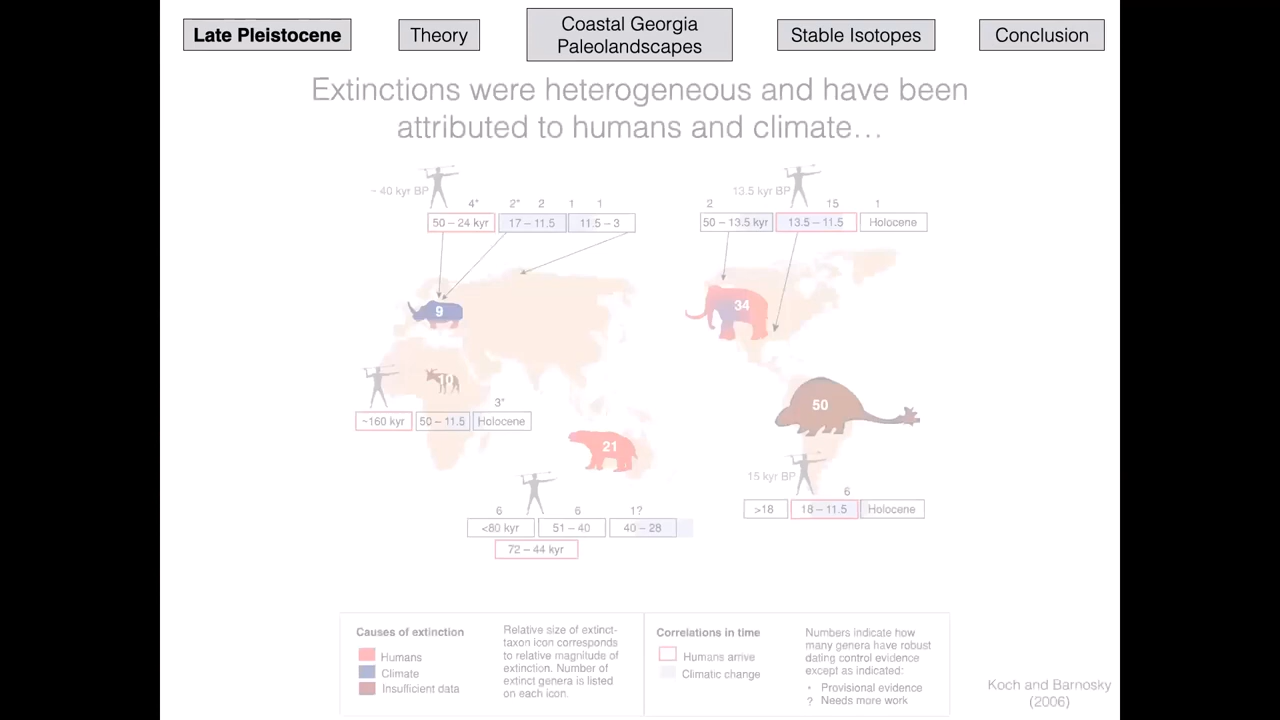 Late Pleistocene
Theory
Coastal Georgia
Paleolandscapes
Stable Isotopes
Conclusion
Extinctions were heterogeneous and have been
attributed to humans and climate…
~ 40 kyr BP
4* 2* 2 1 1
50 – 24 kyr 17 – 11.5 11.5 – 3
13.5 kyr BP
2 15 1
50 – 13.5 kyr 13.5 – 11.5 Holocene
9
34
10
3*
~160 kyr 50 – 11.5 Holocene
50
21
15 kyr BP
6
>18 18 – 11.5 Holocene
6 6 1?
<80 kyr 51 – 40 40 – 28
72 – 44 kyr
Causes of extinction
Humans
Climate
Insufficient data
Relative size of extinct-
taxon icon corresponds
to relative magnitude of
extinction. Number of
extinct genera is listed
on each icon.
Correlations in time
Humans arrive
Climatic change
Numbers indicate how
many genera have robust
dating control evidence
except as indicated:
* Provisional evidence
? Needs more work
Koch and Barnosky
(2006)